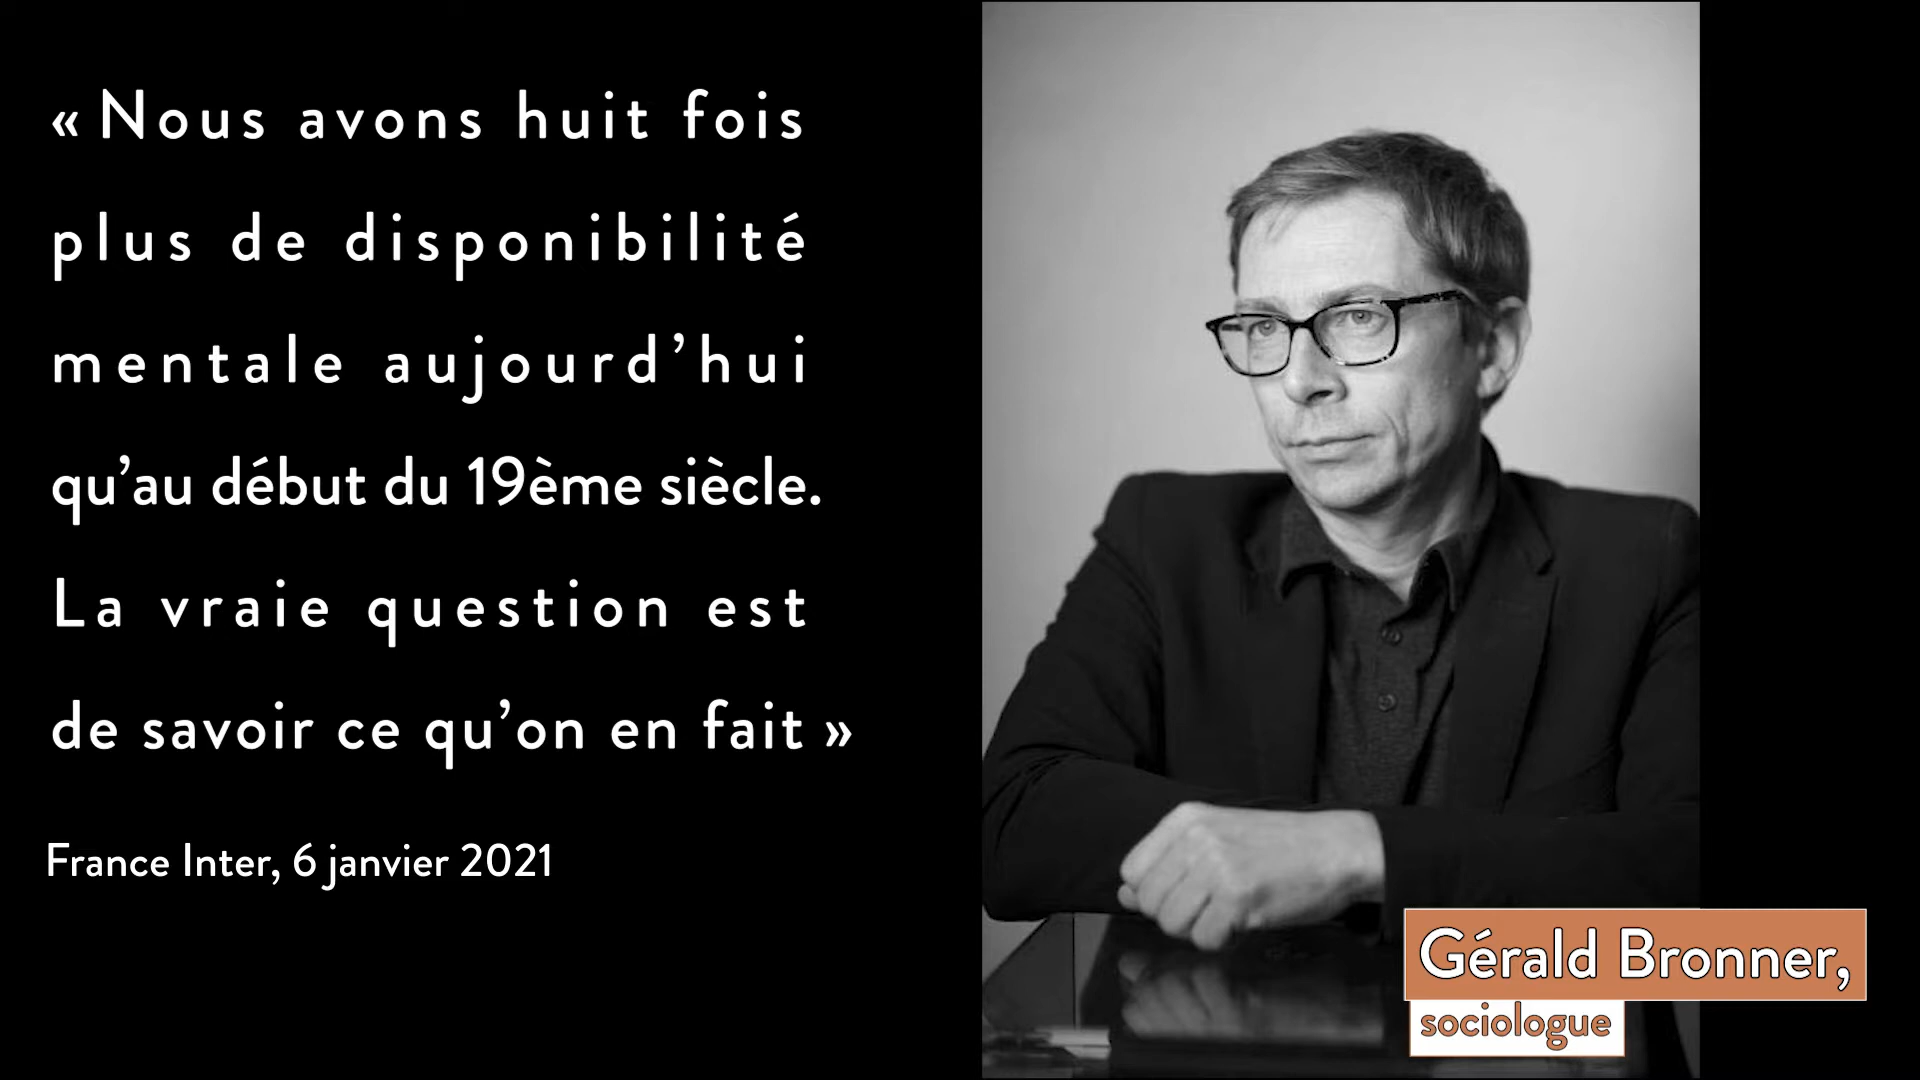 « Nous avons huit fois
plus de disponibilité
mentale aujourd’hui
qu’au début du 19ème siècle.
La vraie question est
de savoir ce qu’on en fait »
France Inter, 6 janvier 2021
Gérald Bronner,
sociologue